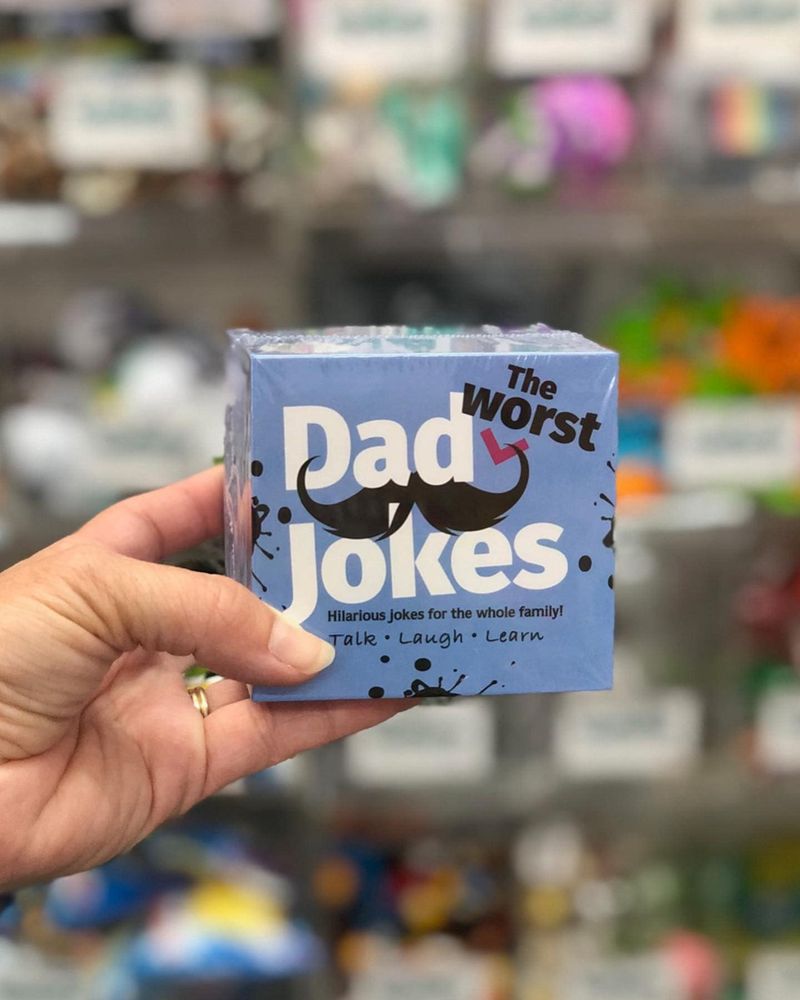 The
worst
Dad
Jokes
Hilarious jokes for the whole family!
Talk • Laugh • Learn